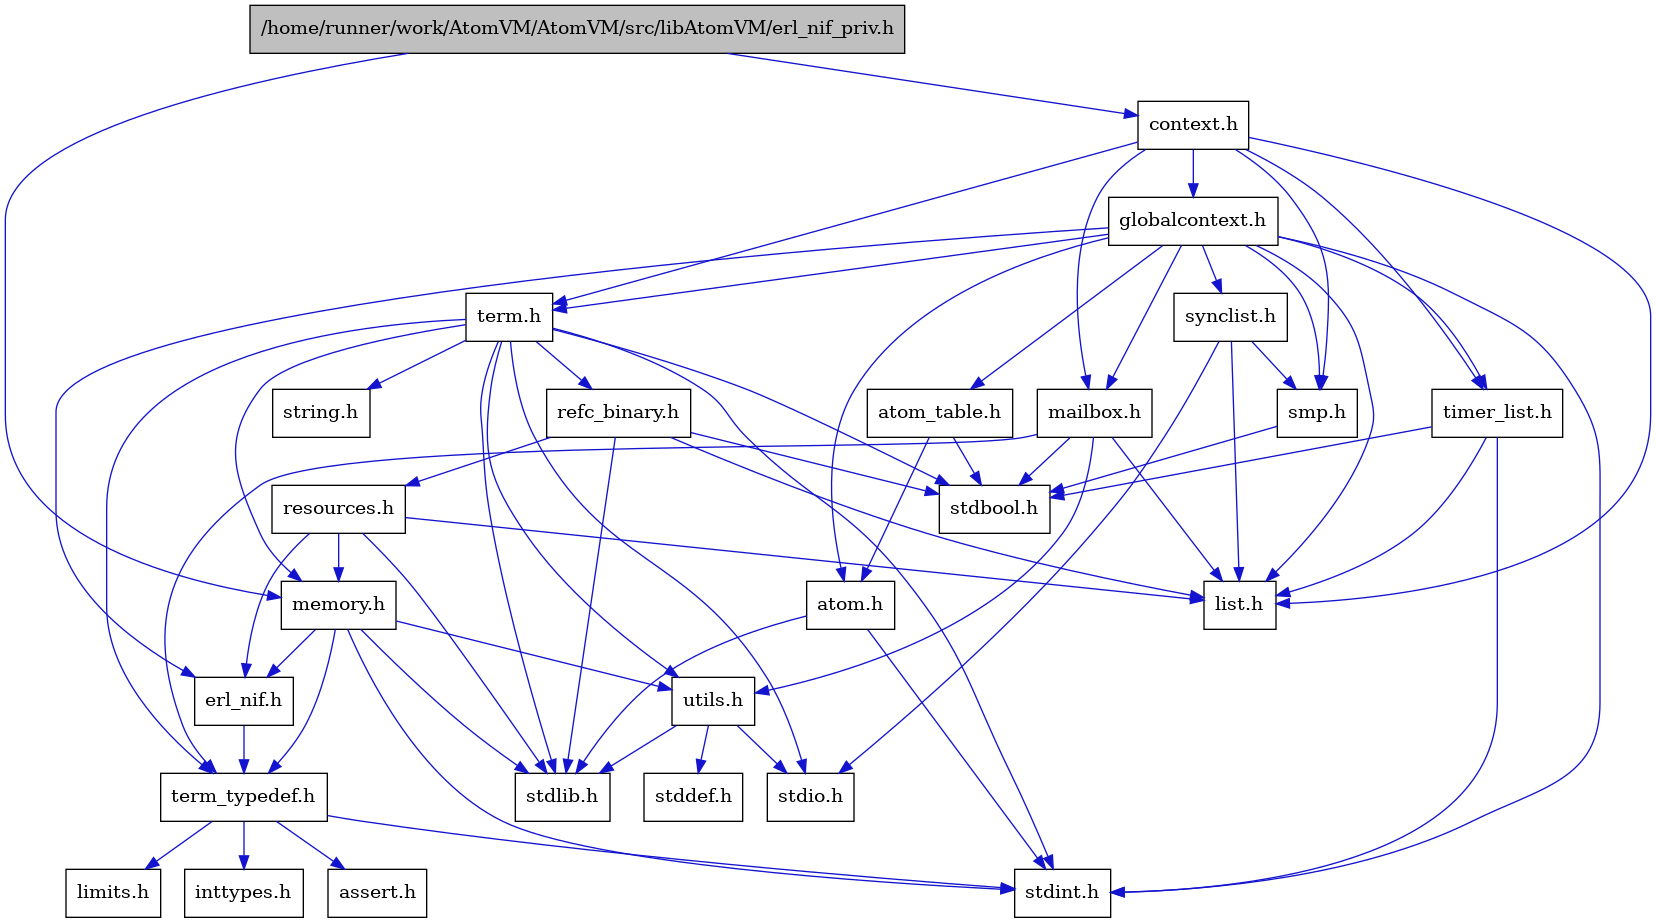 /home/runner/work/AtomVM/AtomVM/src/libAtomVM/erl_nif_priv.h
context.h
globalcontext.h
term.h
synclist.h
string.h
refc_binary.h
atom_table.h
mailbox.h
smp.h
timer_list.h
resources.h
stdbool.h
memory.h
atom.h
list.h
erl_nif.h
utils.h
term_typedef.h
stdlib.h
stddef.h
stdio.h
limits.h
inttypes.h
assert.h
stdint.h